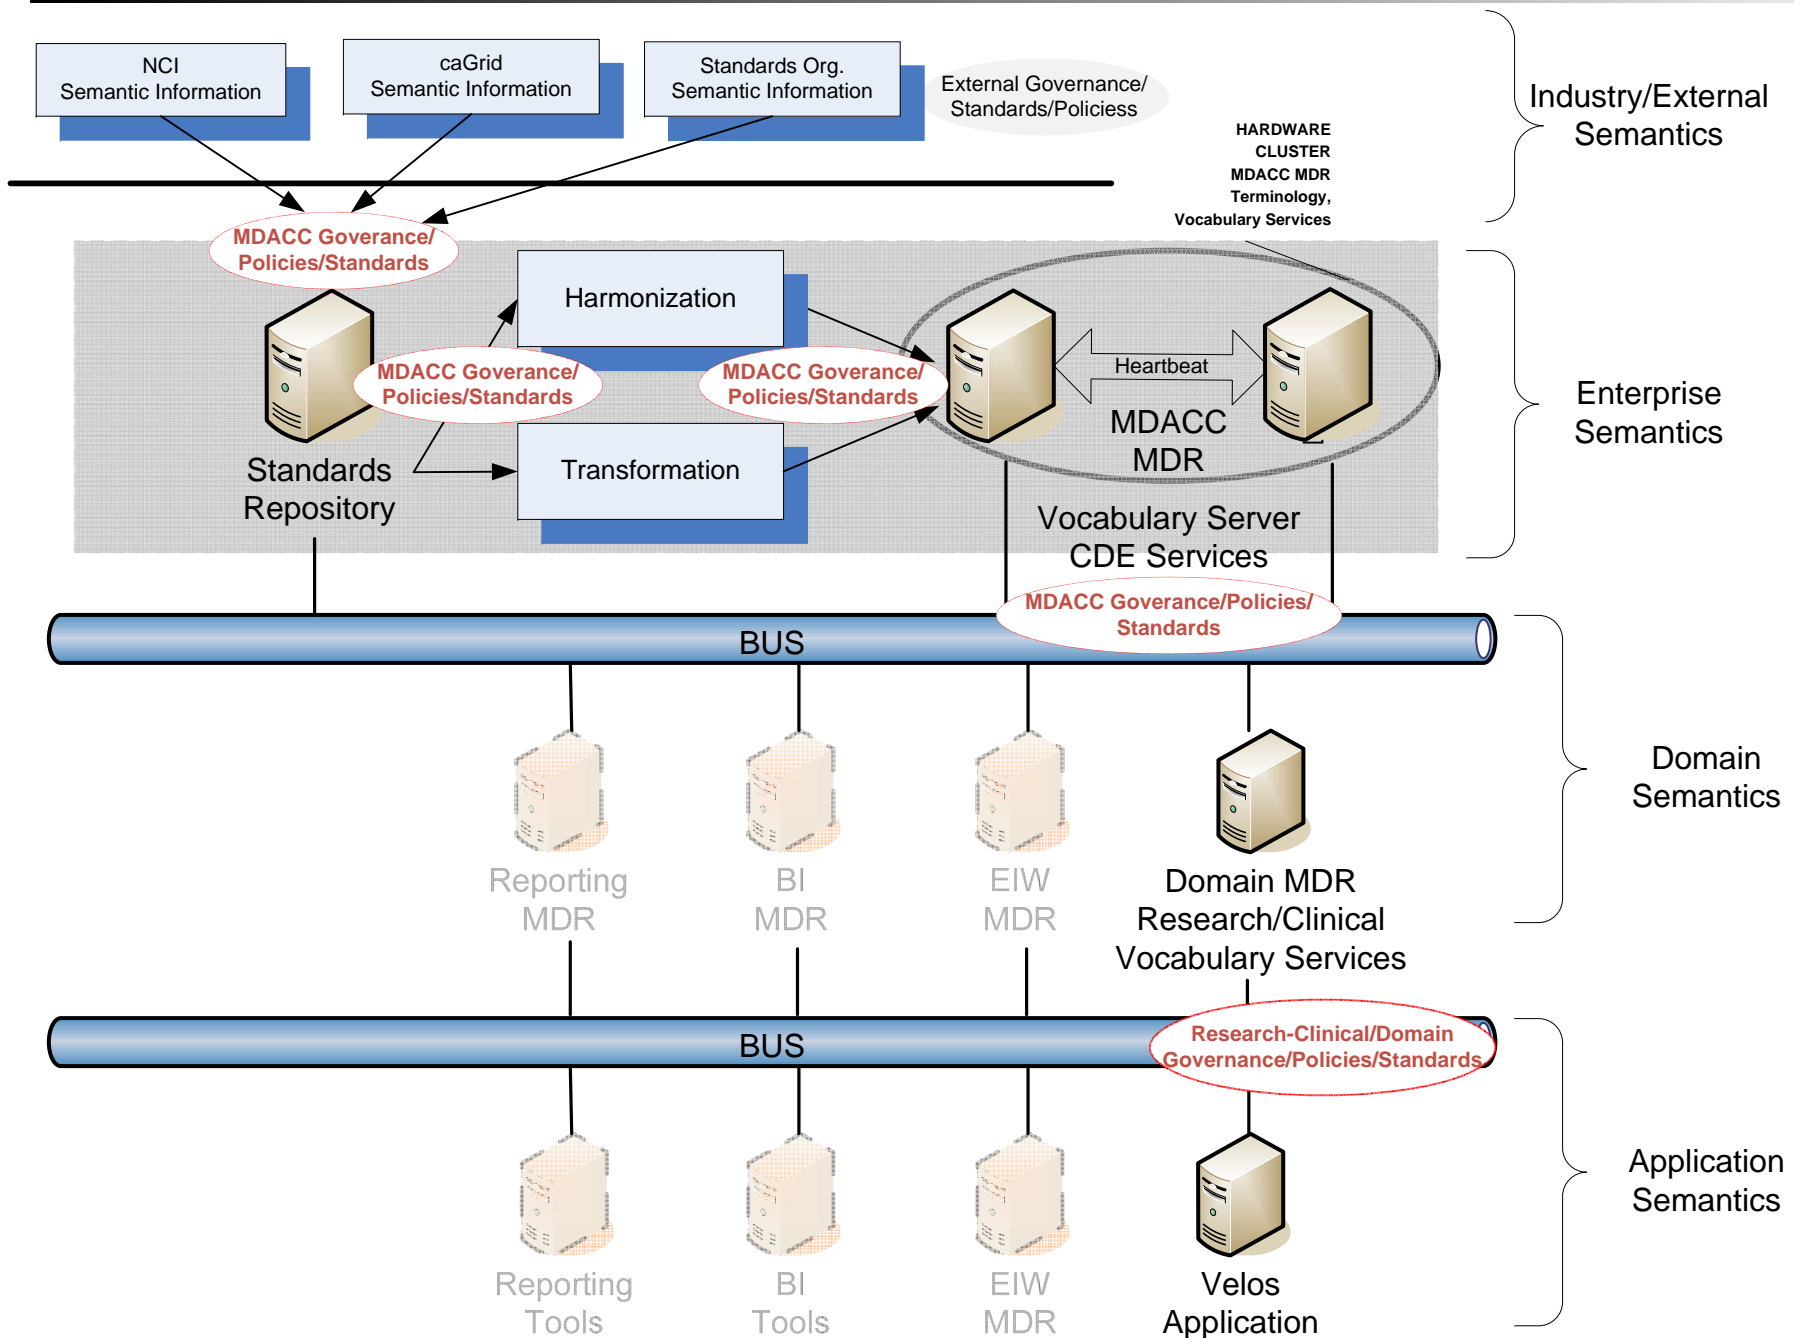 NCI
Semantic Information
caGrid
Semantic Information
Standards Org.
Semantic Information
External Governance/
Standards/Policiess
Industry/External
Semantics
HARDWARE
CLUSTER
MDACC MDR
Terminology,
Vocabulary Services
MDACC Goverance/
Policies/Standards
Harmonization
MDACC Goverance/
Policies/Standards
MDACC Goverance/
Policies/Standards
Heartbeat
MDACC
MDR
Enterprise
Semantics
Standards
Repository
Transformation
Vocabulary Server
CDE Services
MDACC Goverance/Policies/
Standards
BUS
Domain
Semantics
Reporting
MDR
BI
MDR
EIW
MDR
Domain MDR
Research/Clinical
Vocabulary Services
BUS
Research-Clinical/Domain
Governance/Policies/Standards
Application
Semantics
Reporting
Tools
BI
Tools
EIW
MDR
Velos
Application